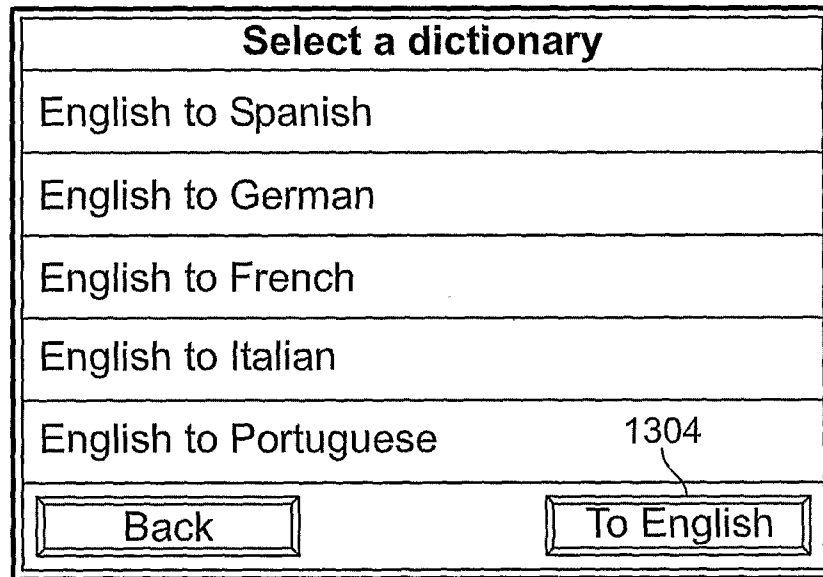 Select a dictionary
English to Spanish
English to German
English to French
English to Italian
English to Portuguese
1304
Back
To English